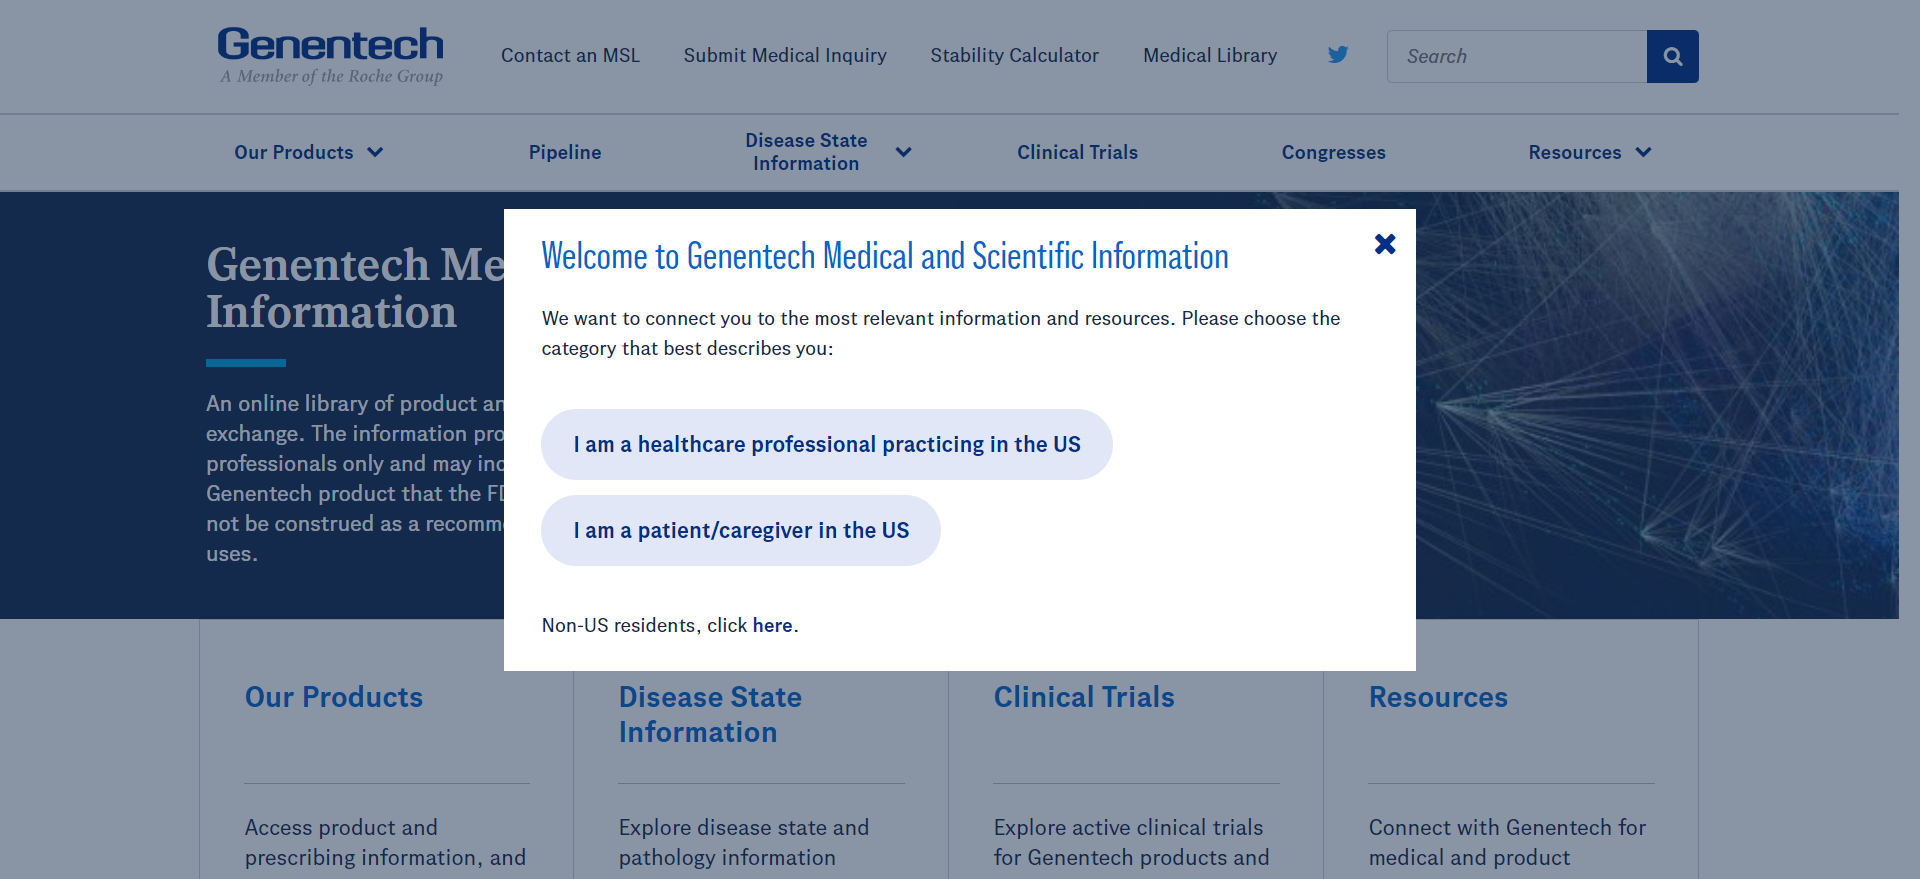 Genentech
A Member of the Roche Group
Contact an MSL
Submit Medical Inquiry
Stability Calculator
Medical Library
Search
Our Products
Pipeline
Disease State
Information
Clinical Trials
Congresses
Resources
Genentech Me
Information
An online library of product an
exchange. The information pro
professionals only and may inc
Genentech product that the FD
not be construed as a recomm
uses.
Welcome to Genentech Medical and Scientific Information
We want to connect you to the most relevant information and resources. Please choose the
category that best describes you:
I am a healthcare professional practicing in the US
I am a patient/caregiver in the US
Non-US residents, click here.
Our Products
Access product and
prescribing information, and
Disease State
Information
Explore disease state and
pathology information
Clinical Trials
Explore active clinical trials
for Genentech products and
Resources
Connect with Genentech for
medical and product